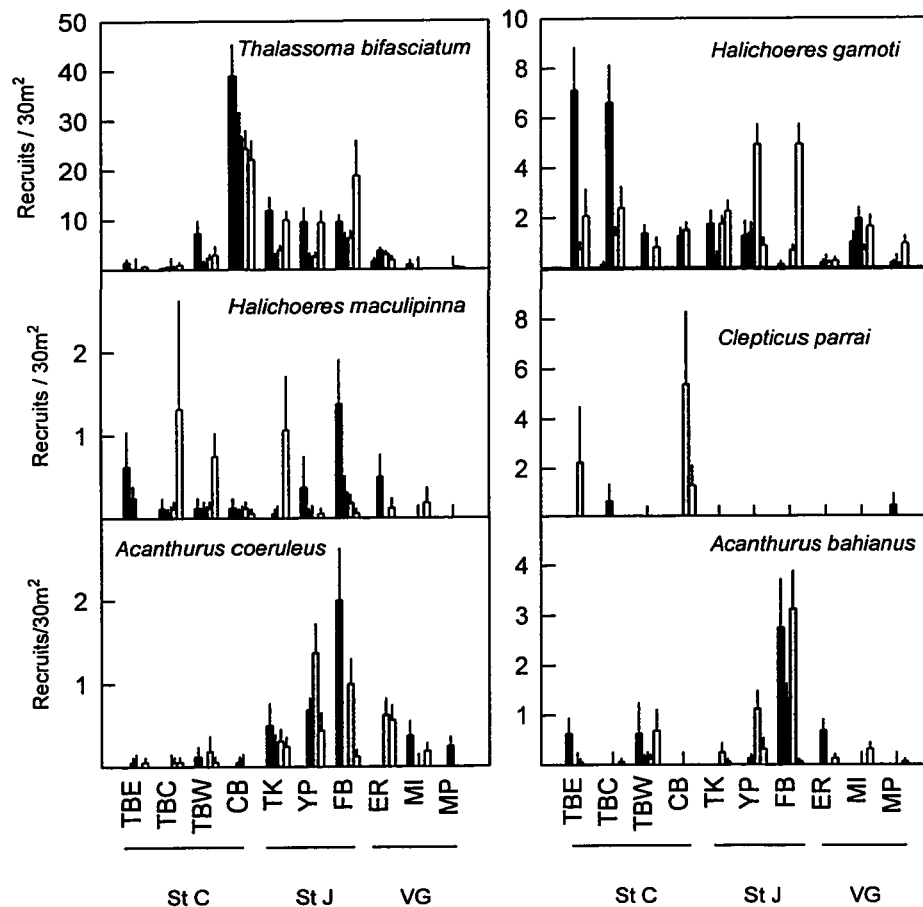 50
40
30
20
10
Recruits / 30m²
Thalassoma bifasciatum
10
8
6
4
2
Halichoeres garnoti
2
1
Recruits / 30m²
Halichoeres maculipinna
8
6
4
2
Clepticus parrai
2
1
Recruits/30m²
Acanthurus coeruleus
4
3
2
1
Acanthurus bahianus
TBE TBC TBW CB TK YP FB ER MI MP
St C St J VG
TBE TBC TBW CB TK YP FB ER MI MP
St C St J VG